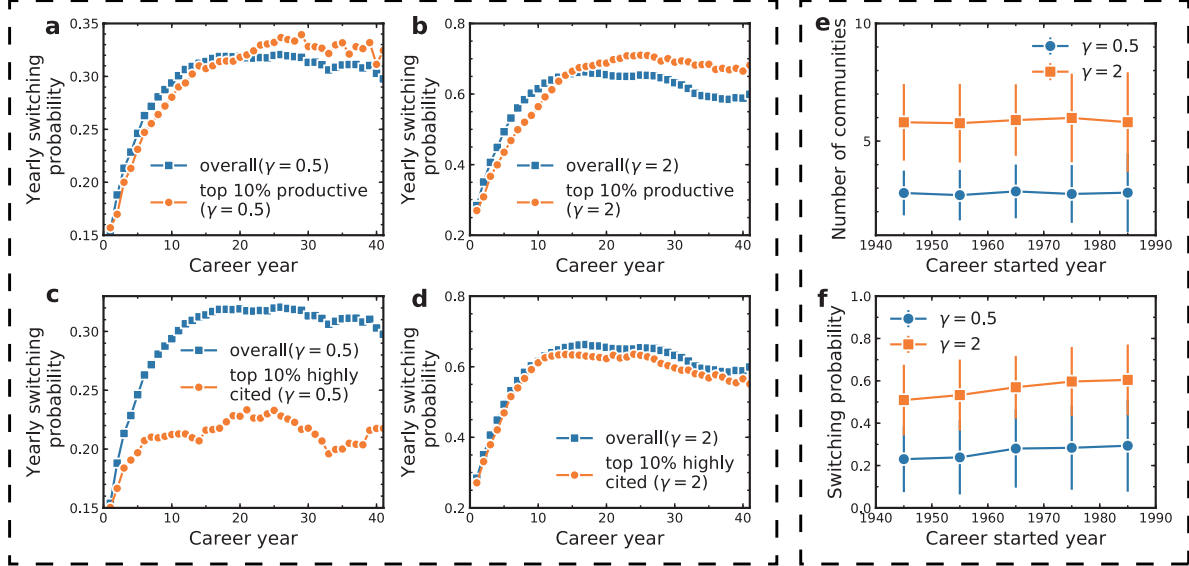 a
0.35
0.30
0.25
0.20
0.15
Yearly switching
probability
overall(γ = 0.5)
top 10% productive
(γ = 0.5)
0 10 20 30 40
Career year
b
0.8
0.6
0.4
0.2
Yearly switching
probability
overall(γ = 2)
top 10% productive
(γ = 2)
0 10 20 30 40
Career year
c
0.30
0.25
0.20
0.15
Yearly switching
probability
overall(γ = 0.5)
top 10% highly
cited (γ = 0.5)
0 10 20 30 40
Career year
d
0.8
0.6
0.4
0.2
Yearly switching
probability
overall(γ = 2)
top 10% highly
cited (γ = 2)
0 10 20 30 40
Career year
e
10
5
Number of communities
γ = 0.5
γ = 2
1940 1950 1960 1970 1980 1990
Career started year
f
1.0
0.8
0.6
0.4
0.2
0.0
Switching probability
γ = 0.5
γ = 2
1940 1950 1960 1970 1980 1990
Career started year